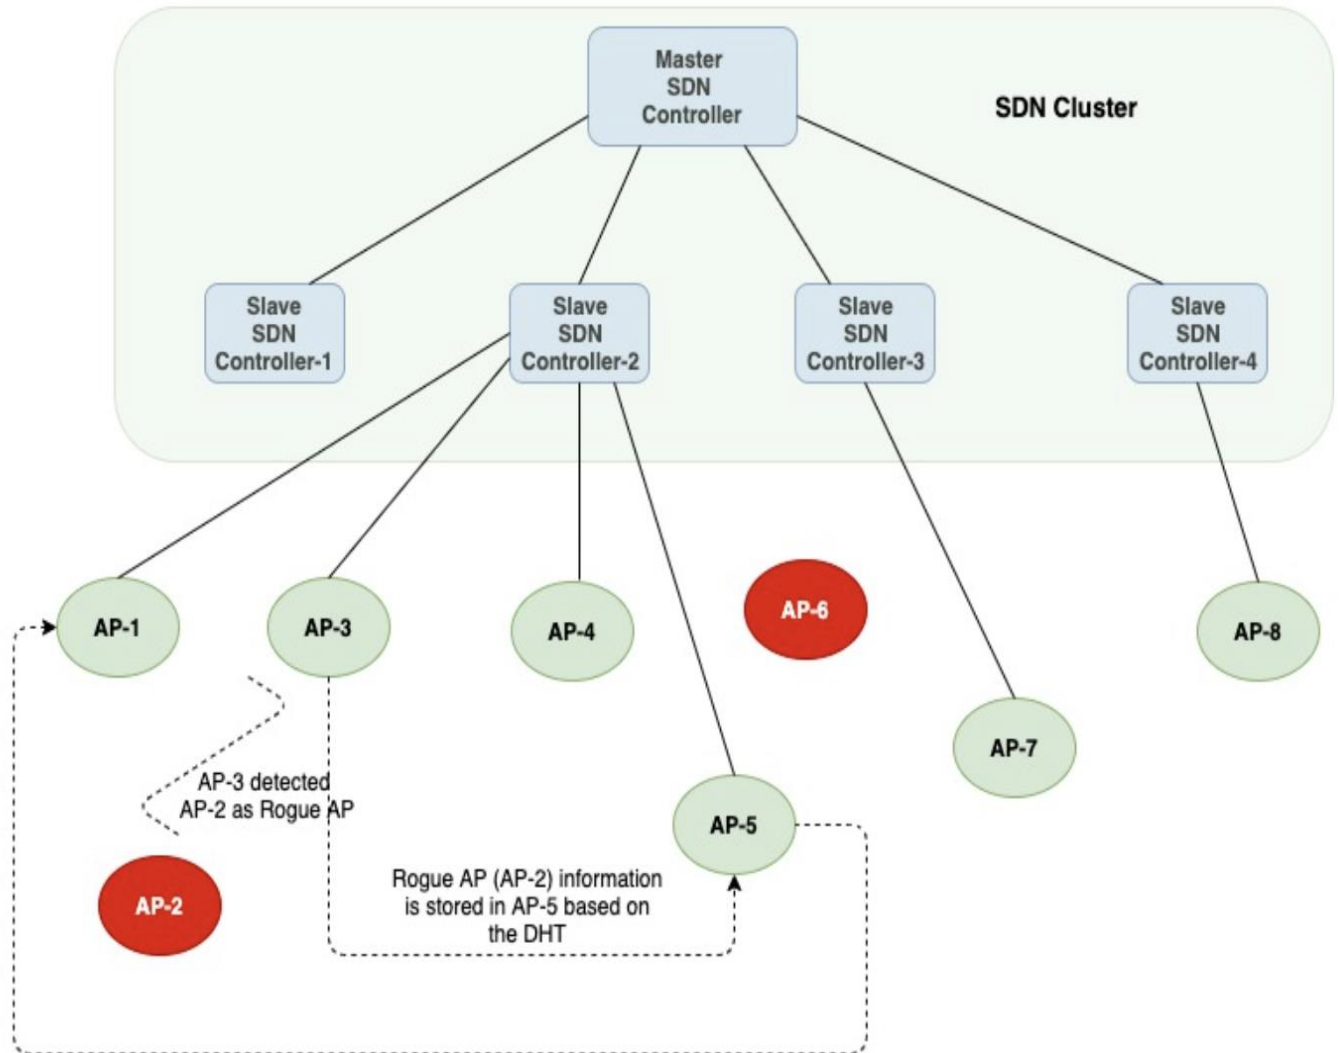 Master
SDN
Controller
SDN Cluster
Slave
SDN
Controller-1
Slave
SDN
Controller-2
Slave
SDN
Controller-3
Slave
SDN
Controller-4
AP-1
AP-3
AP-4
AP-6
AP-8
AP-7
AP-3 detected
AP-2 as Rogue AP
AP-5
AP-2
Rogue AP (AP-2) information
is stored in AP-5 based on
the DHT